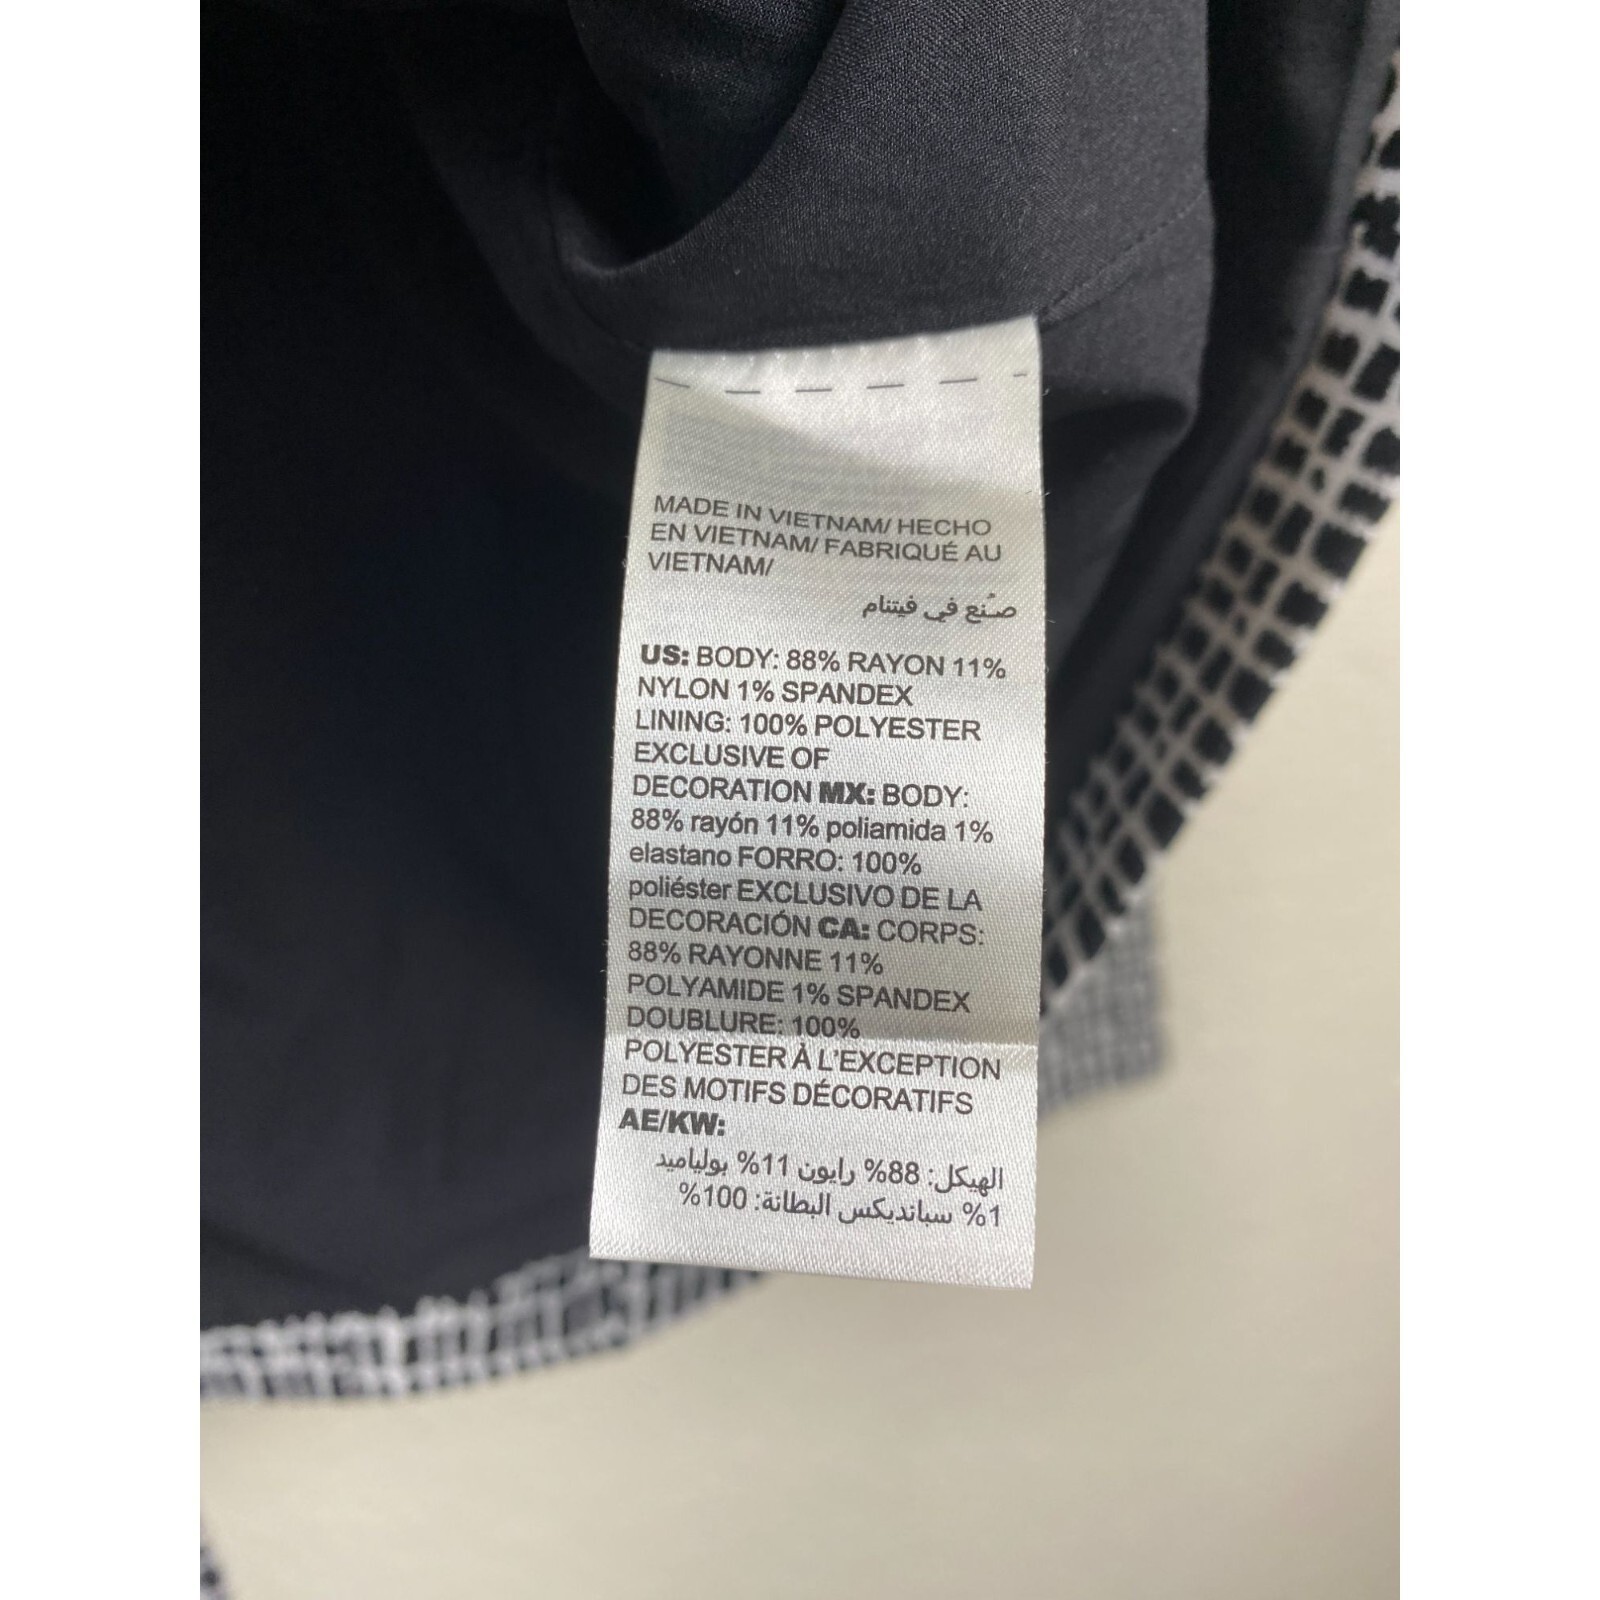 MADE IN VIETNAM/ HECHO
EN VIETNAM/ FABRIQUÉ AU
VIETNAM/
صُنع في فيتنام
US: BODY: 88% RAYON 11%
NYLON 1% SPANDEX
LINING: 100% POLYESTER
EXCLUSIVE OF
DECORATION MX: BODY:
88% rayón 11% poliamida 1%
elastano FORRO: 100%
poliéster EXCLUSIVO DE LA
DECORACIÓN CA: CORPS:
88% RAYONNE 11%
POLYAMIDE 1% SPANDEX
DOUBLURE: 100%
POLYESTER À L'EXCEPTION
DES MOTIFS DÉCORATIFS
AE/KW:
الهيكل: 88% رايون 11% بولياميد
1% سبانديكس البطانة: 100%